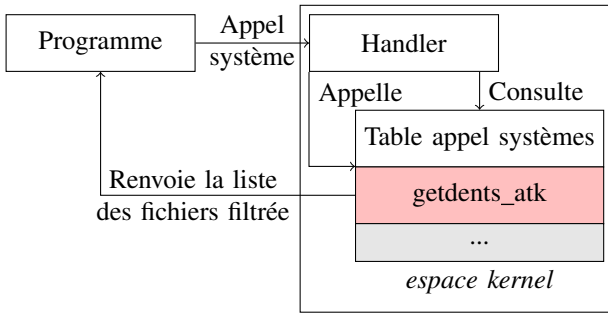 Programme
Appel
système
Handler
Appelle
Consulte
Table appel systèmes
Renvoie la liste
des fichiers filtrée
getdents_atk
...
espace kernel